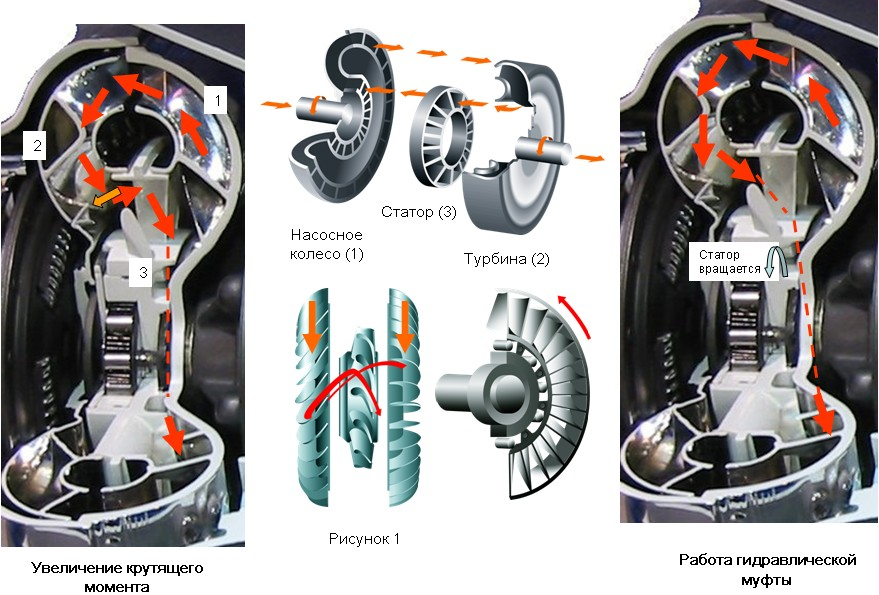 1
2
3
Увеличение крутящего
момента
Насосное
колесо (1)
Статор (3)
Турбина (2)
Рисунок 1
Статор
вращается
Работа гидравлической
муфты